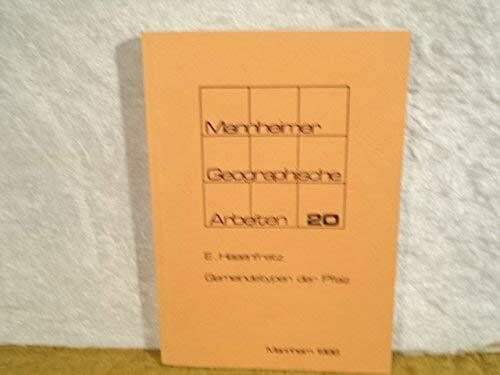 Mannheimer
Geographische
Arbeiten 20
E. Hasenfratz
Gemeindetypen der Pfalz
Mannheim 1986